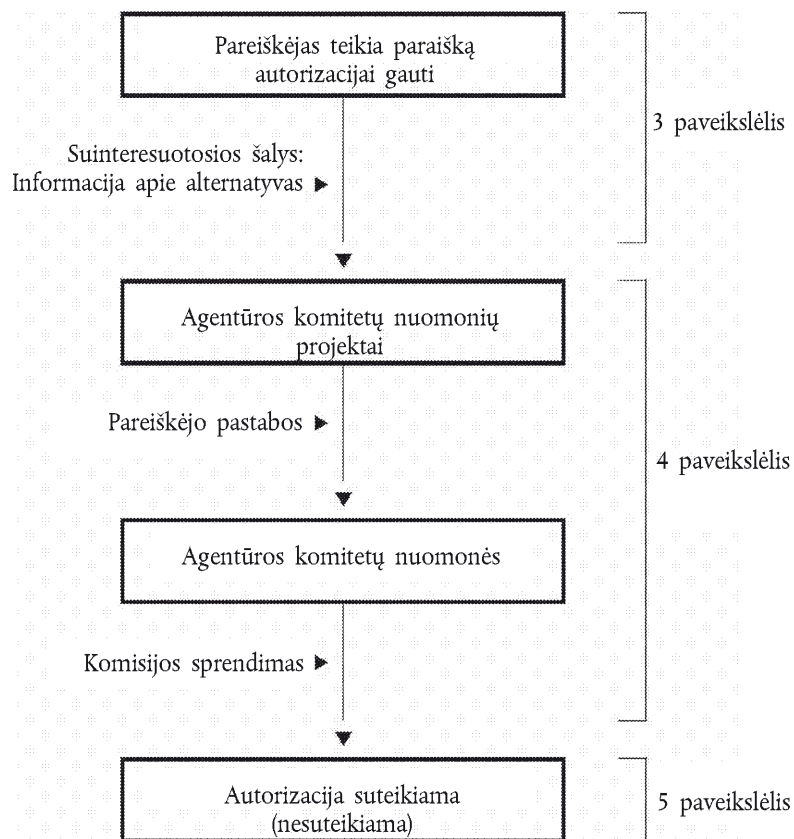 Pareiškėjas teikia paraišką
autorizacijai gauti
3 paveikslėlis
Suinteresuotosios šalys:
Informacija apie alternatyvas
Agentūros komitetų nuomonių
projektai
Pareiškėjo pastabos
4 paveikslėlis
Agentūros komitetų nuomonės
Komisijos sprendimas
Autorizacija suteikiama
(nesuteikiama)
5 paveikslėlis